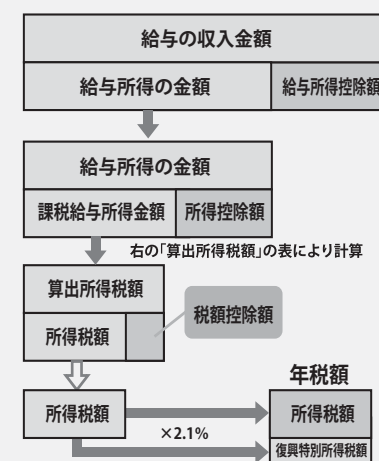 給与の収入金額
給与所得の金額
給与所得控除額
給与所得の金額
課税給与所得金額
所得控除額
右の「算出所得税額」の表により計算
算出所得税額
所得税額
税額控除額
年税額
所得税額
所得税額
×2.1%
復興特別所得税額